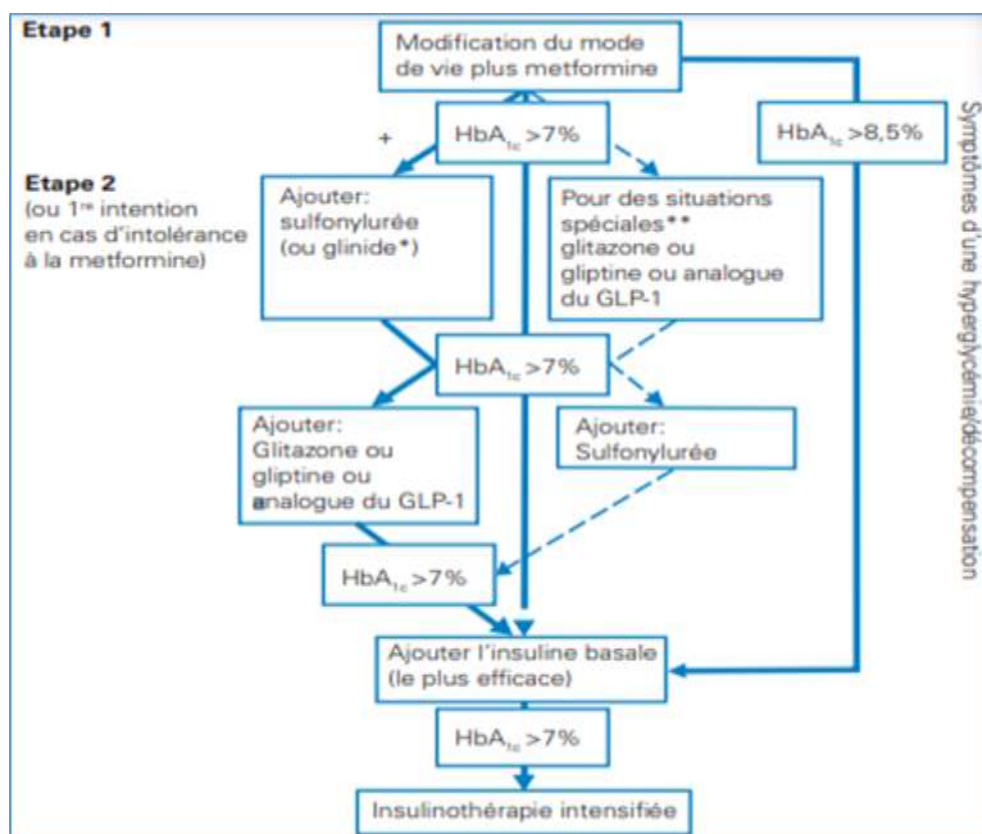 Etape 1
Modification du mode
de vie plus metformine
HbA1c >7%
HbA1c >8,5%
+
Etape 2
(ou 1re intention
en cas d'intolérance
à la metformine)
Ajouter:
sulfonylurée
(ou glinide*)
Pour des situations
spéciales**
glitazone ou
gliptine ou analogue
du GLP-1
Symptômes d'une hyperglycémie/décompensation
HbA1c >7%
Ajouter:
Glitazone ou
gliptine ou
analogue du GLP-1
Ajouter:
Sulfonylurée
HbA1c >7%
Ajouter l'insuline basale
(le plus efficace)
HbA1c >7%
Insulinothérapie intensifiée